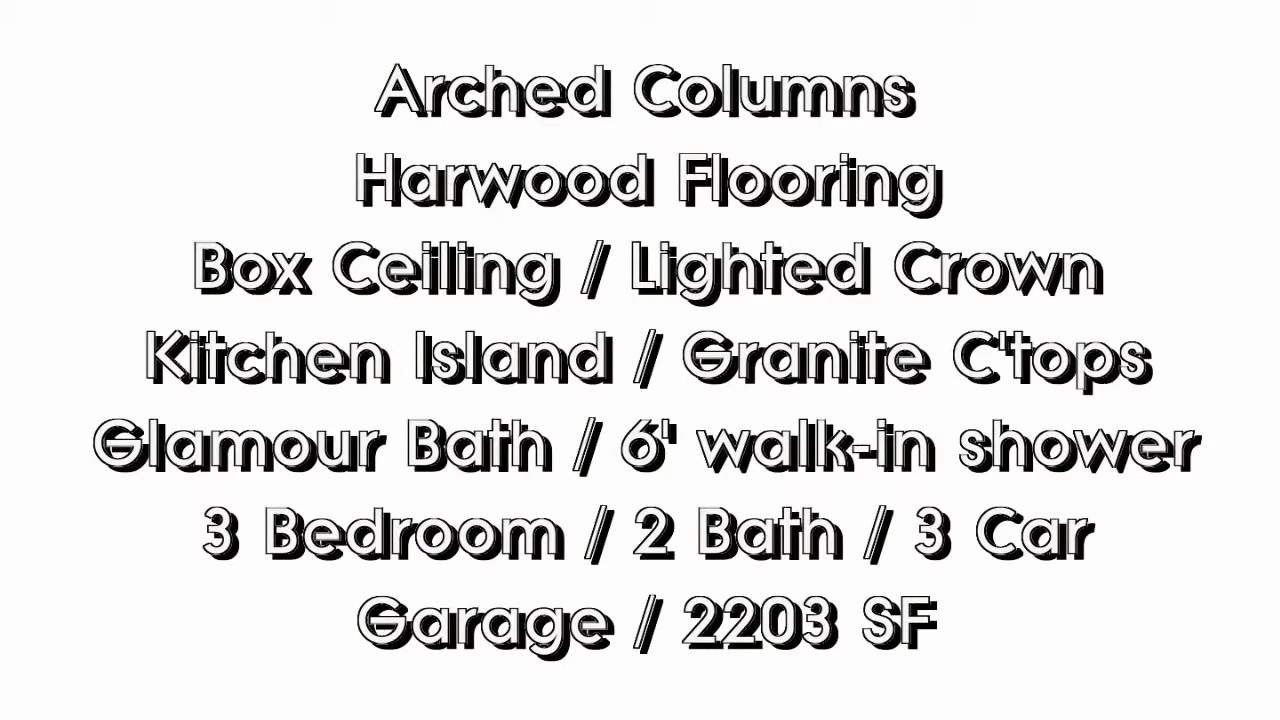 Arched Columns
Harwood Flooring
Box Ceiling / Lighted Crown
Kitchen Island / Granite C'tops
Glamour Bath / 6' walk-in shower
3 Bedroom / 2 Bath / 3 Car
Garage / 2203 SF